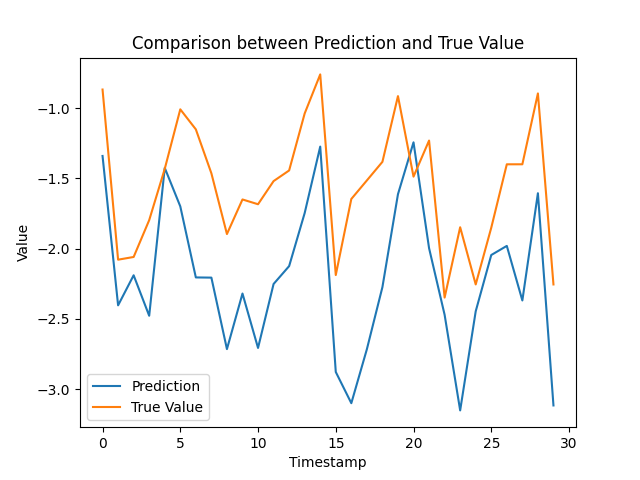 Comparison between Prediction and True Value
Value
−1.0
−1.5
−2.0
−2.5
−3.0
Prediction
True Value
0 5 10 15 20 25 30
Timestamp